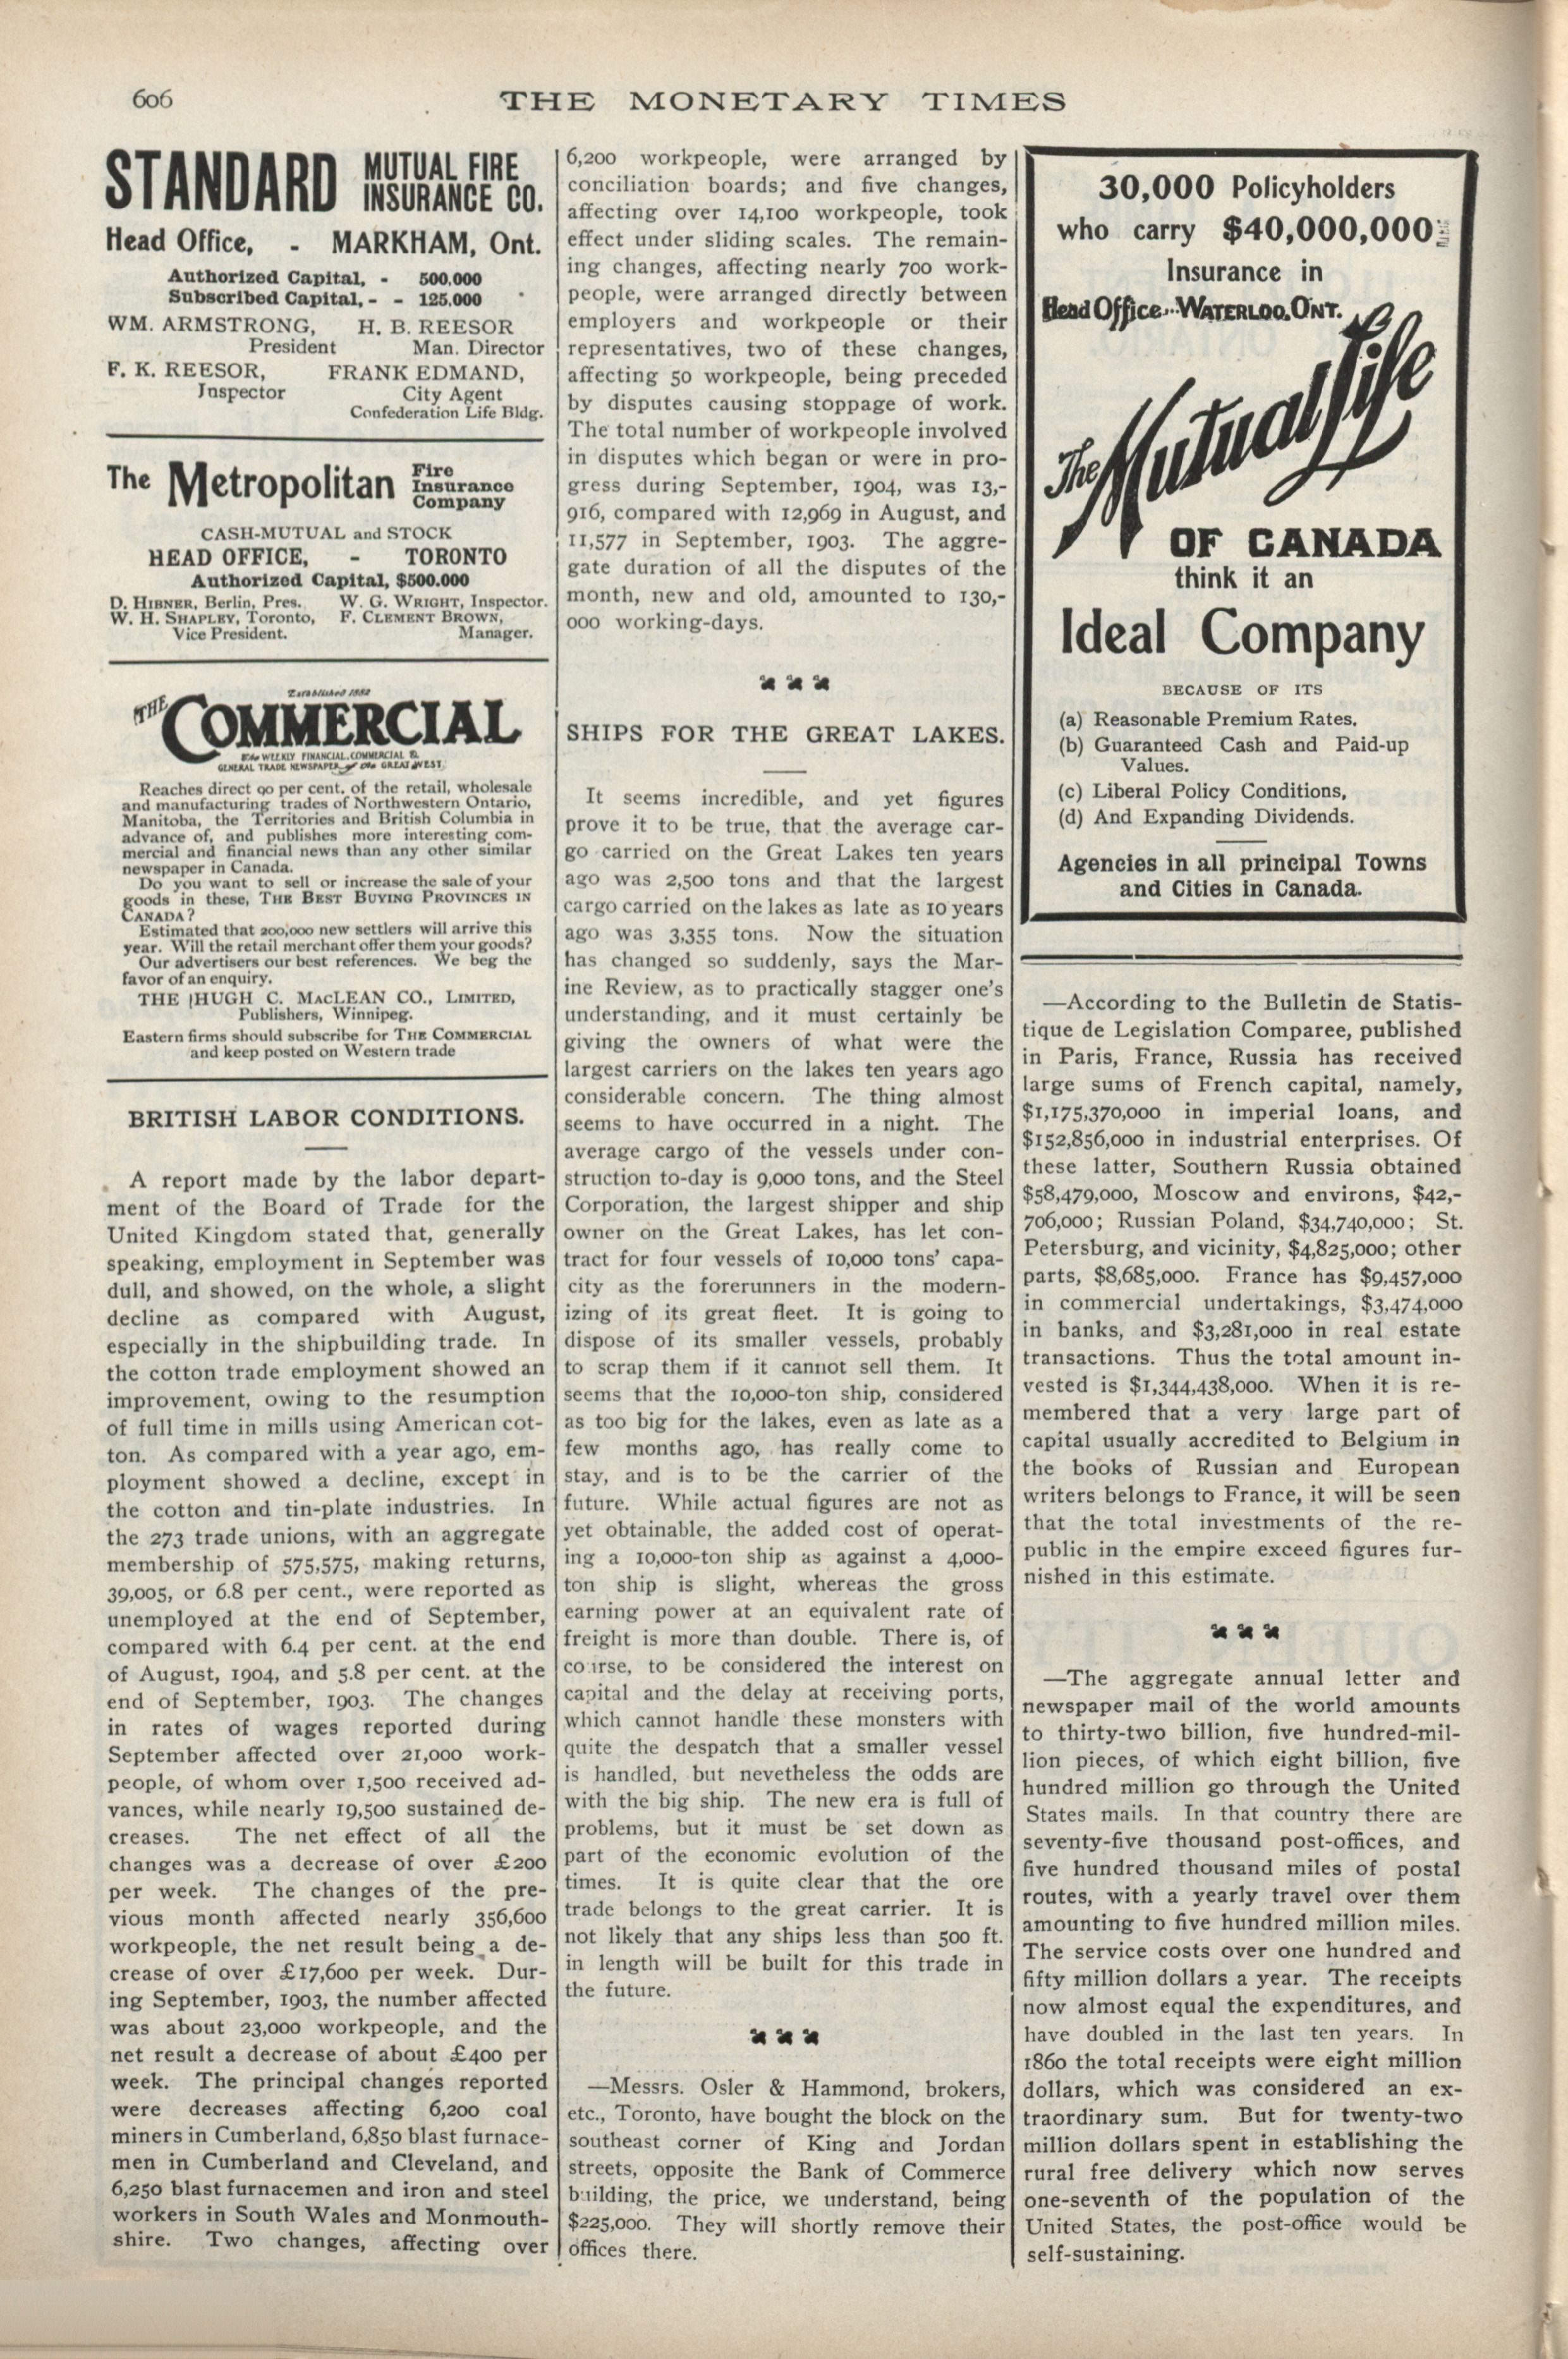 606
THE MONETARY TIMES
STANDARD MUTUAL FIRE
INSURANCE CO.
Head Office, - MARKHAM, Ont.
Authorized Capital, - 500,000
Subscribed Capital, - - 125,000
WM. ARMSTRONG, H. B. REESOR
President Man. Director
F. K. REESOR, FRANK EDMAND,
Inspector City Agent
Confederation Life Bldg.
The Metropolitan Fire
Insurance
Company
CASH-MUTUAL and STOCK
HEAD OFFICE, - TORONTO
Authorized Capital, $500.000
D. HIBNER, Berlin, Pres. W. G. WRIGHT, Inspector.
W. H. SHAPLEY, Toronto, F. CLEMENT BROWN,
Vice President. Manager.
Established 1882
THE COMMERCIAL
The WEEKLY FINANCIAL, COMMERCIAL &
GENERAL TRADE NEWSPAPER of the GREAT WEST.
Reaches direct 90 per cent. of the retail, wholesale
and manufacturing trades of Northwestern Ontario,
Manitoba, the Territories and British Columbia in
advance of, and publishes more interesting com-
mercial and financial news than any other similar
newspaper in Canada.
Do you want to sell or increase the sale of your
goods in these, THE BEST BUYING PROVINCES IN
CANADA?
Estimated that 200,000 new settlers will arrive this
year. Will the retail merchant offer them your goods?
Our advertisers our best references. We beg the
favor of an enquiry.
THE HUGH C. MACLEAN CO., LIMITED,
Publishers, Winnipeg.
Eastern firms should subscribe for THE COMMERCIAL
and keep posted on Western trade
BRITISH LABOR CONDITIONS.
A report made by the labor depart-
ment of the Board of Trade for the
United Kingdom stated that, generally
speaking, employment in September was
dull, and showed, on the whole, a slight
decline as compared with August,
especially in the shipbuilding trade. In
the cotton trade employment showed an
improvement, owing to the resumption
of full time in mills using American cot-
ton. As compared with a year ago, em-
ployment showed a decline, except in
the cotton and tin-plate industries. In
the 273 trade unions, with an aggregate
membership of 575,575, making returns,
39,005, or 6.8 per cent., were reported as
unemployed at the end of September,
compared with 6.4 per cent. at the end
of August, 1904, and 5.8 per cent. at the
end of September, 1903. The changes
in rates of wages reported during
September affected over 21,000 work-
people, of whom over 1,500 received ad-
vances, while nearly 19,500 sustained de-
creases. The net effect of all the
changes was a decrease of over £200
per week. The changes of the pre-
vious month affected nearly 356,600
workpeople, the net result being a de-
crease of over £17,600 per week. Dur-
ing September, 1903, the number affected
was about 23,000 workpeople, and the
net result a decrease of about £400 per
week. The principal changes reported
were decreases affecting 6,200 coal
miners in Cumberland, 6,850 blast furnace-
men in Cumberland and Cleveland, and
6,250 blast furnacemen and iron and steel
workers in South Wales and Monmouth-
shire. Two changes, affecting over
6,200 workpeople, were arranged by
conciliation boards; and five changes,
affecting over 14,100 workpeople, took
effect under sliding scales. The remain-
ing changes, affecting nearly 700 work-
people, were arranged directly between
employers and workpeople or their
representatives, two of these changes,
affecting 50 workpeople, being preceded
by disputes causing stoppage of work.
The total number of workpeople involved
in disputes which began or were in pro-
gress during September, 1904, was 13,-
916, compared with 12,969 in August, and
11,577 in September, 1903. The aggre-
gate duration of all the disputes of the
month, new and old, amounted to 130,-
000 working-days.
SHIPS FOR THE GREAT LAKES.
It seems incredible, and yet figures
prove it to be true, that the average car-
go carried on the Great Lakes ten years
ago was 2,500 tons and that the largest
cargo carried on the lakes as late as 10 years
ago was 3,355 tons. Now the situation
has changed so suddenly, says the Mar-
ine Review, as to practically stagger one's
understanding, and it must certainly be
giving the owners of what were the
largest carriers on the lakes ten years ago
considerable concern. The thing almost
seems to have occurred in a night. The
average cargo of the vessels under con-
struction to-day is 9,000 tons, and the Steel
Corporation, the largest shipper and ship
owner on the Great Lakes, has let con-
tract for four vessels of 10,000 tons' capa-
city as the forerunners in the modern-
izing of its great fleet. It is going to
dispose of its smaller vessels, probably
to scrap them if it cannot sell them. It
seems that the 10,000-ton ship, considered
as too big for the lakes, even as late as a
few months ago, has really come to
stay, and is to be the carrier of the
future. While actual figures are not as
yet obtainable, the added cost of operat-
ing a 10,000-ton ship as against a 4,000-
ton ship is slight, whereas the gross
earning power at an equivalent rate of
freight is more than double. There is, of
course, to be considered the interest on
capital and the delay at receiving ports,
which cannot handle these monsters with
quite the despatch that a smaller vessel
is handled, but nevetheless the odds are
with the big ship. The new era is full of
problems, but it must be set down as
part of the economic evolution of the
times. It is quite clear that the ore
trade belongs to the great carrier. It is
not likely that any ships less than 500 ft.
in length will be built for this trade in
the future.
—Messrs. Osler & Hammond, brokers,
etc., Toronto, have bought the block on the
southeast corner of King and Jordan
streets, opposite the Bank of Commerce
building, the price, we understand, being
$225,000. They will shortly remove their
offices there.
30,000 Policyholders
who carry $40,000,000
Insurance in
Head Office...WATERLOO, ONT.
The Mutual Life
OF CANADA
think it an
Ideal Company
BECAUSE OF ITS
(a) Reasonable Premium Rates,
(b) Guaranteed Cash and Paid-up
Values.
(c) Liberal Policy Conditions,
(d) And Expanding Dividends.
Agencies in all principal Towns
and Cities in Canada.
—According to the Bulletin de Statis-
tique de Legislation Comparee, published
in Paris, France, Russia has received
large sums of French capital, namely,
$1,175,370,000 in imperial loans, and
$152,856,000 in industrial enterprises. Of
these latter, Southern Russia obtained
$58,479,000, Moscow and environs, $42,-
706,000; Russian Poland, $34,740,000; St.
Petersburg, and vicinity, $4,825,000; other
parts, $8,685,000. France has $9,457,000
in commercial undertakings, $3,474,000
in banks, and $3,281,000 in real estate
transactions. Thus the total amount in-
vested is $1,344,438,000. When it is re-
membered that a very large part of
capital usually accredited to Belgium in
the books of Russian and European
writers belongs to France, it will be seen
that the total investments of the re-
public in the empire exceed figures fur-
nished in this estimate.
—The aggregate annual letter and
newspaper mail of the world amounts
to thirty-two billion, five hundred-mil-
lion pieces, of which eight billion, five
hundred million go through the United
States mails. In that country there are
seventy-five thousand post-offices, and
five hundred thousand miles of postal
routes, with a yearly travel over them
amounting to five hundred million miles.
The service costs over one hundred and
fifty million dollars a year. The receipts
now almost equal the expenditures, and
have doubled in the last ten years. In
1860 the total receipts were eight million
dollars, which was considered an ex-
traordinary sum. But for twenty-two
million dollars spent in establishing the
rural free delivery which now serves
one-seventh of the population of the
United States, the post-office would be
self-sustaining.